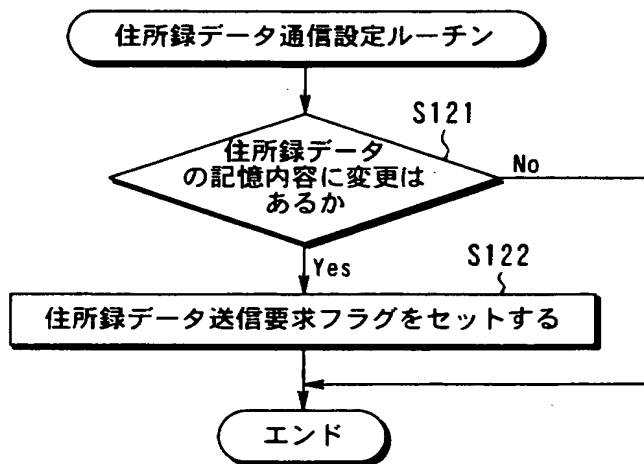 住所録データ通信設定ルーチン
S121
住所録データ
の記憶内容に変更は
あるか
No
Yes
S122
住所録データ送信要求フラグをセットする
エンド